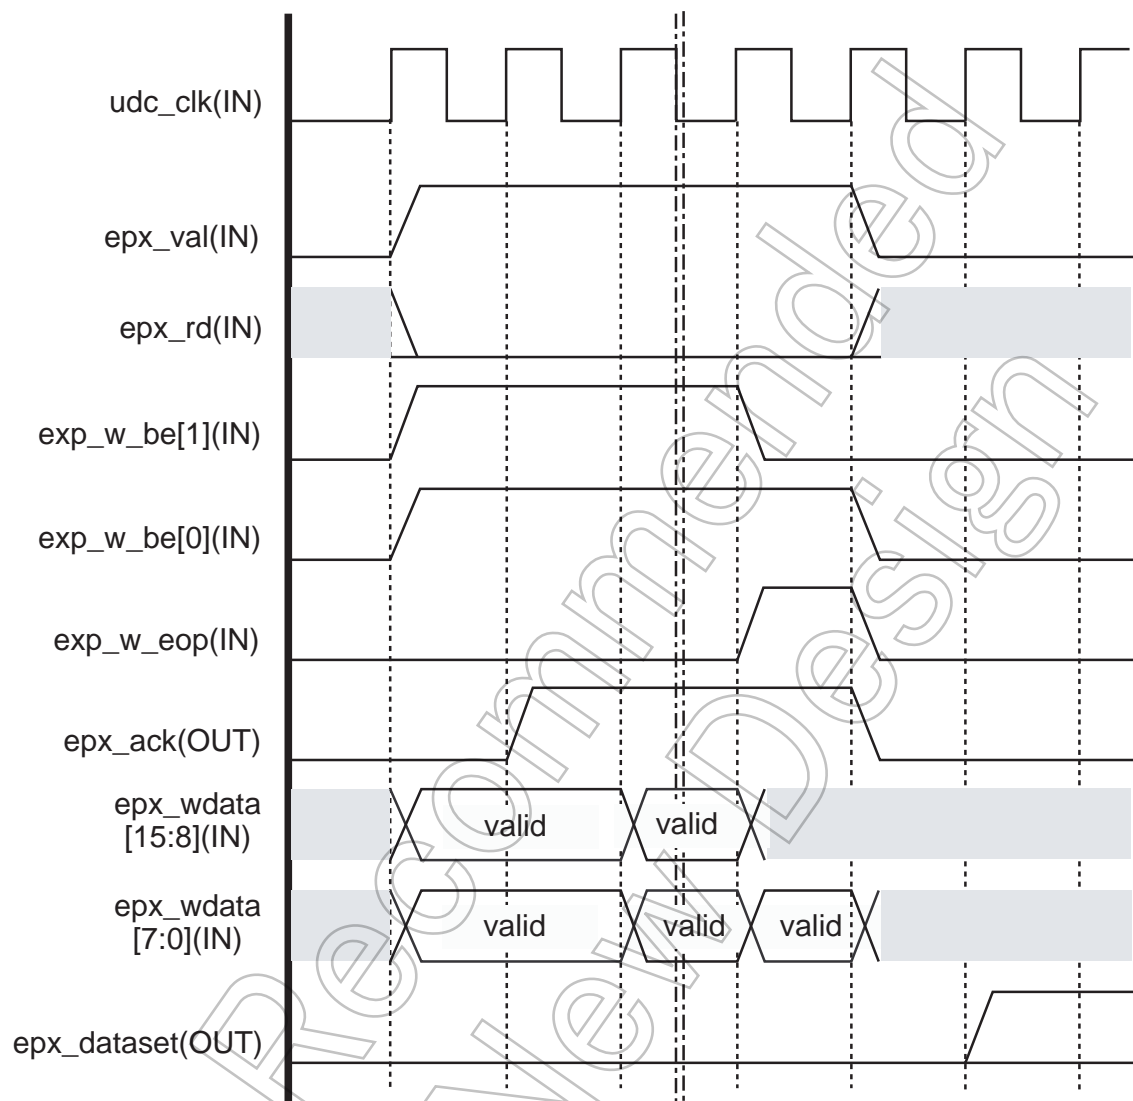 udc_clk(IN)
epx_val(IN)
epx_rd(IN)
exp_w_be[1](IN)
exp_w_be[0](IN)
exp_w_eop(IN)
epx_ack(OUT)
epx_wdata
[15:8](IN)
valid valid
epx_wdata
[7:0](IN)
valid valid valid
epx_dataset(OUT)
Recommended
New Design